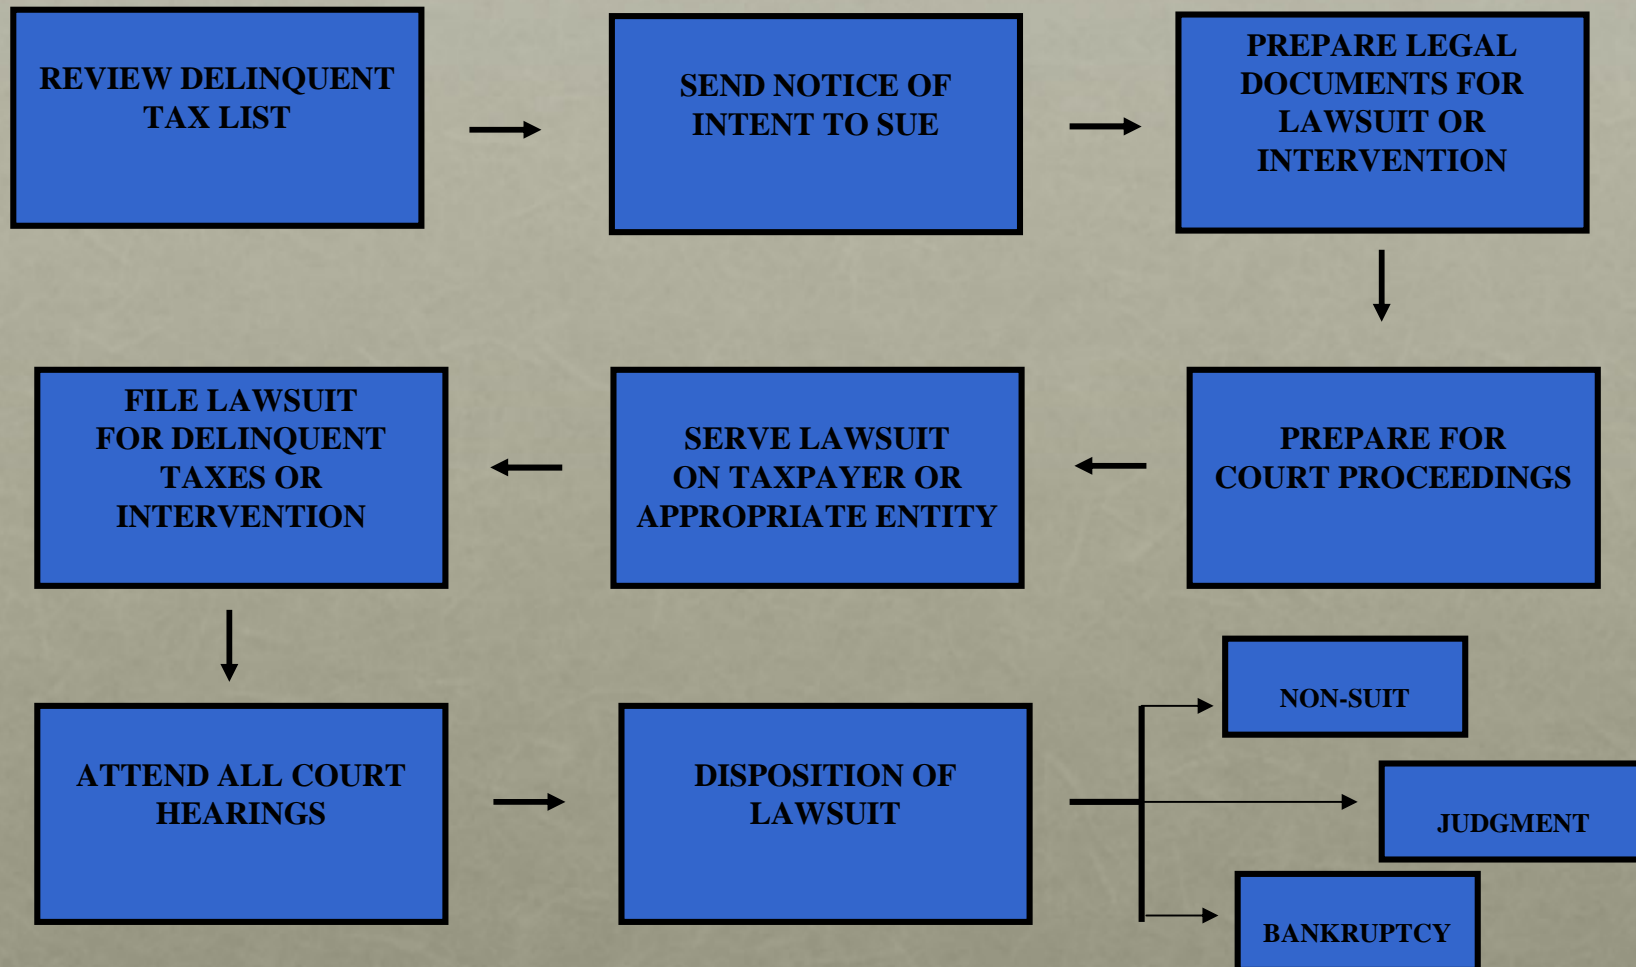 REVIEW DELINQUENT
TAX LIST
SEND NOTICE OF
INTENT TO SUE
PREPARE LEGAL
DOCUMENTS FOR
LAWSUIT OR
INTERVENTION
PREPARE FOR
COURT PROCEEDINGS
SERVE LAWSUIT
ON TAXPAYER OR
APPROPRIATE ENTITY
FILE LAWSUIT
FOR DELINQUENT
TAXES OR
INTERVENTION
ATTEND ALL COURT
HEARINGS
DISPOSITION OF
LAWSUIT
NON-SUIT
JUDGMENT
BANKRUPTCY